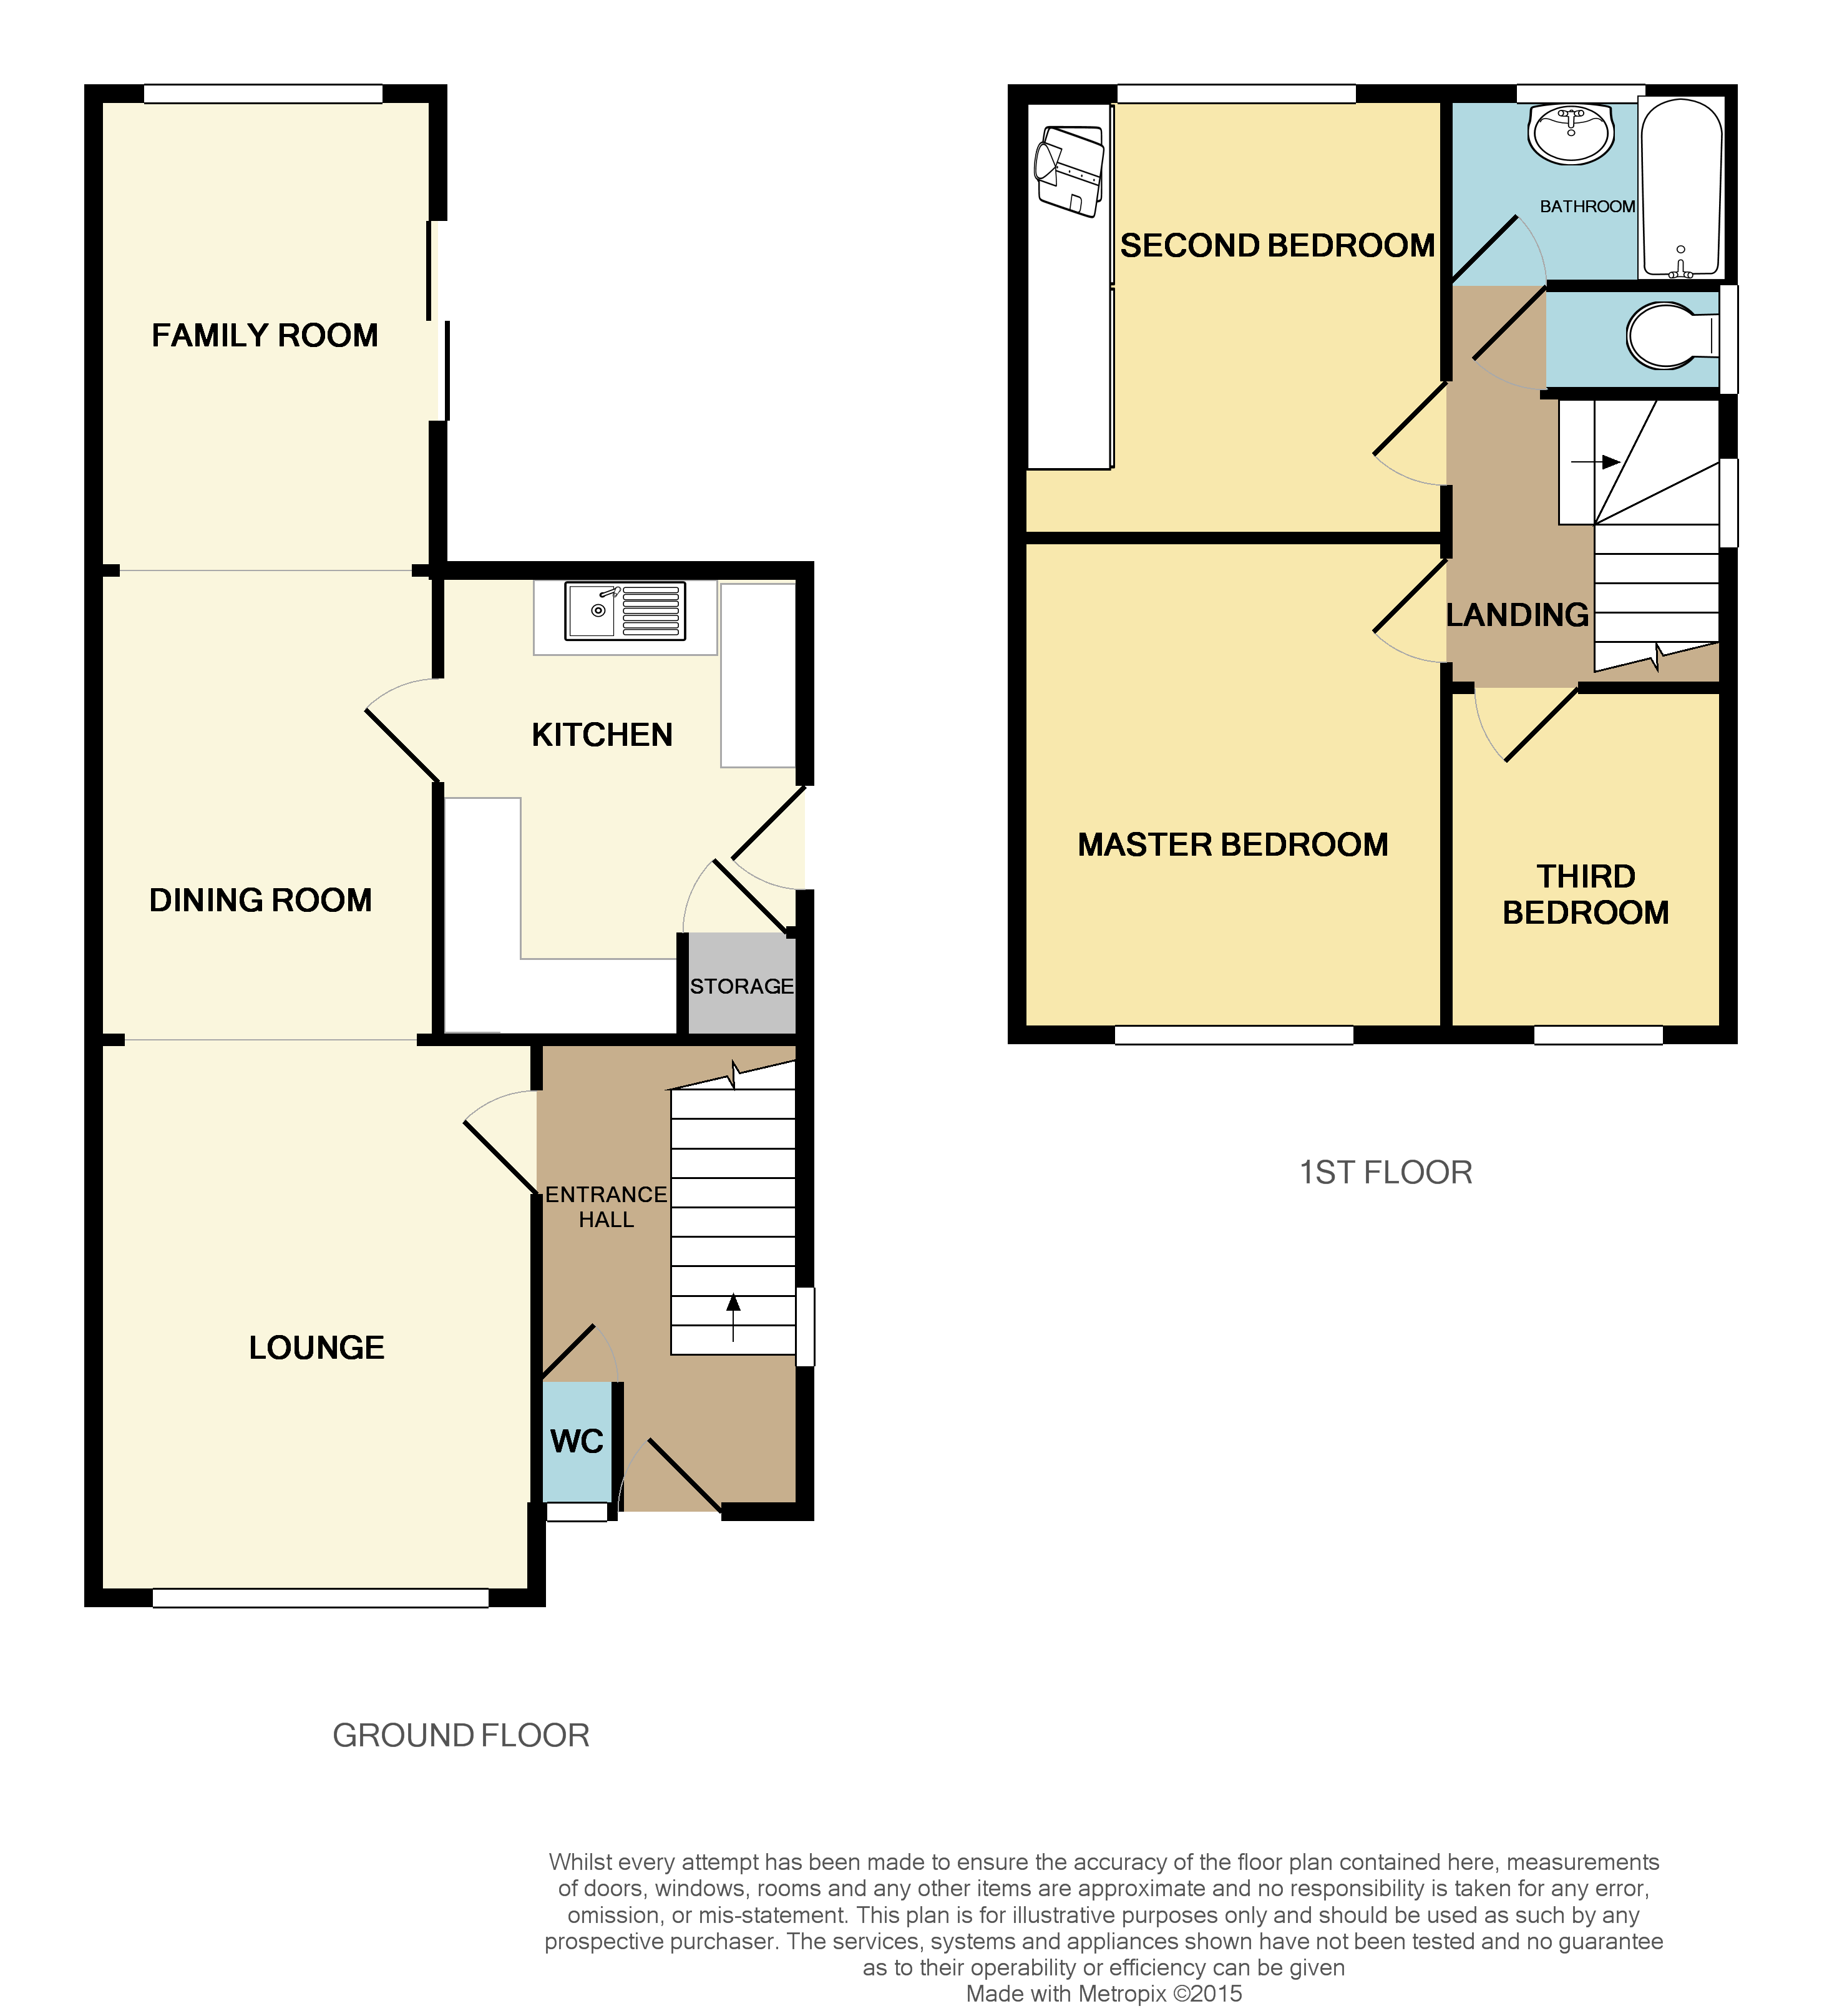 FAMILY ROOM
DINING ROOM
KITCHEN
STORAGE
LOUNGE
ENTRANCE
HALL
WC
GROUND FLOOR
SECOND BEDROOM
BATHROOM
LANDING
MASTER BEDROOM
THIRD
BEDROOM
1ST FLOOR
Whilst every attempt has been made to ensure the accuracy of the floor plan contained here, measurements
of doors, windows, rooms and any other items are approximate and no responsibility is taken for any error,
omission, or mis-statement. This plan is for illustrative purposes only and should be used as such by any
prospective purchaser. The services, systems and appliances shown have not been tested and no guarantee
as to their operability or efficiency can be given
Made with Metropix ©2015